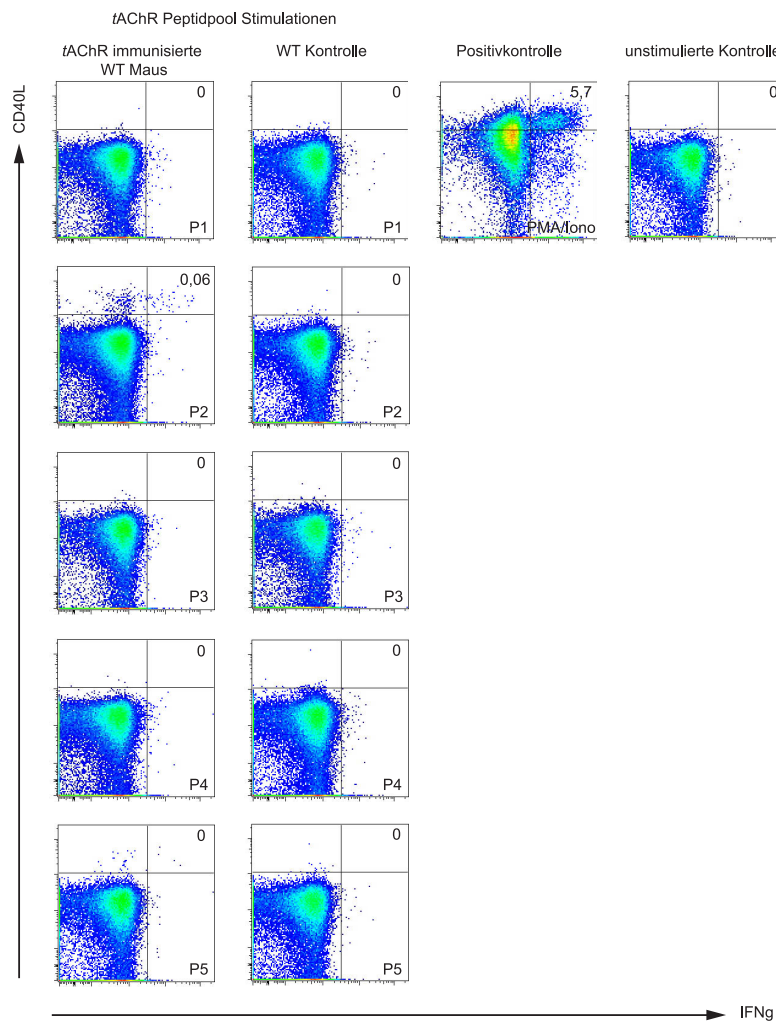 tAChR Peptidpool Stimulationen
tAChR immunisierte
WT Maus
WT Kontrolle
Positivkontrolle
unstimulierte Kontrolle
CD40L
0
P1
0
P1
5,7
PMA/Iono
0
0,06
P2
0
P2
0
P3
0
P3
0
P4
0
P4
0
P5
0
P5
IFNg